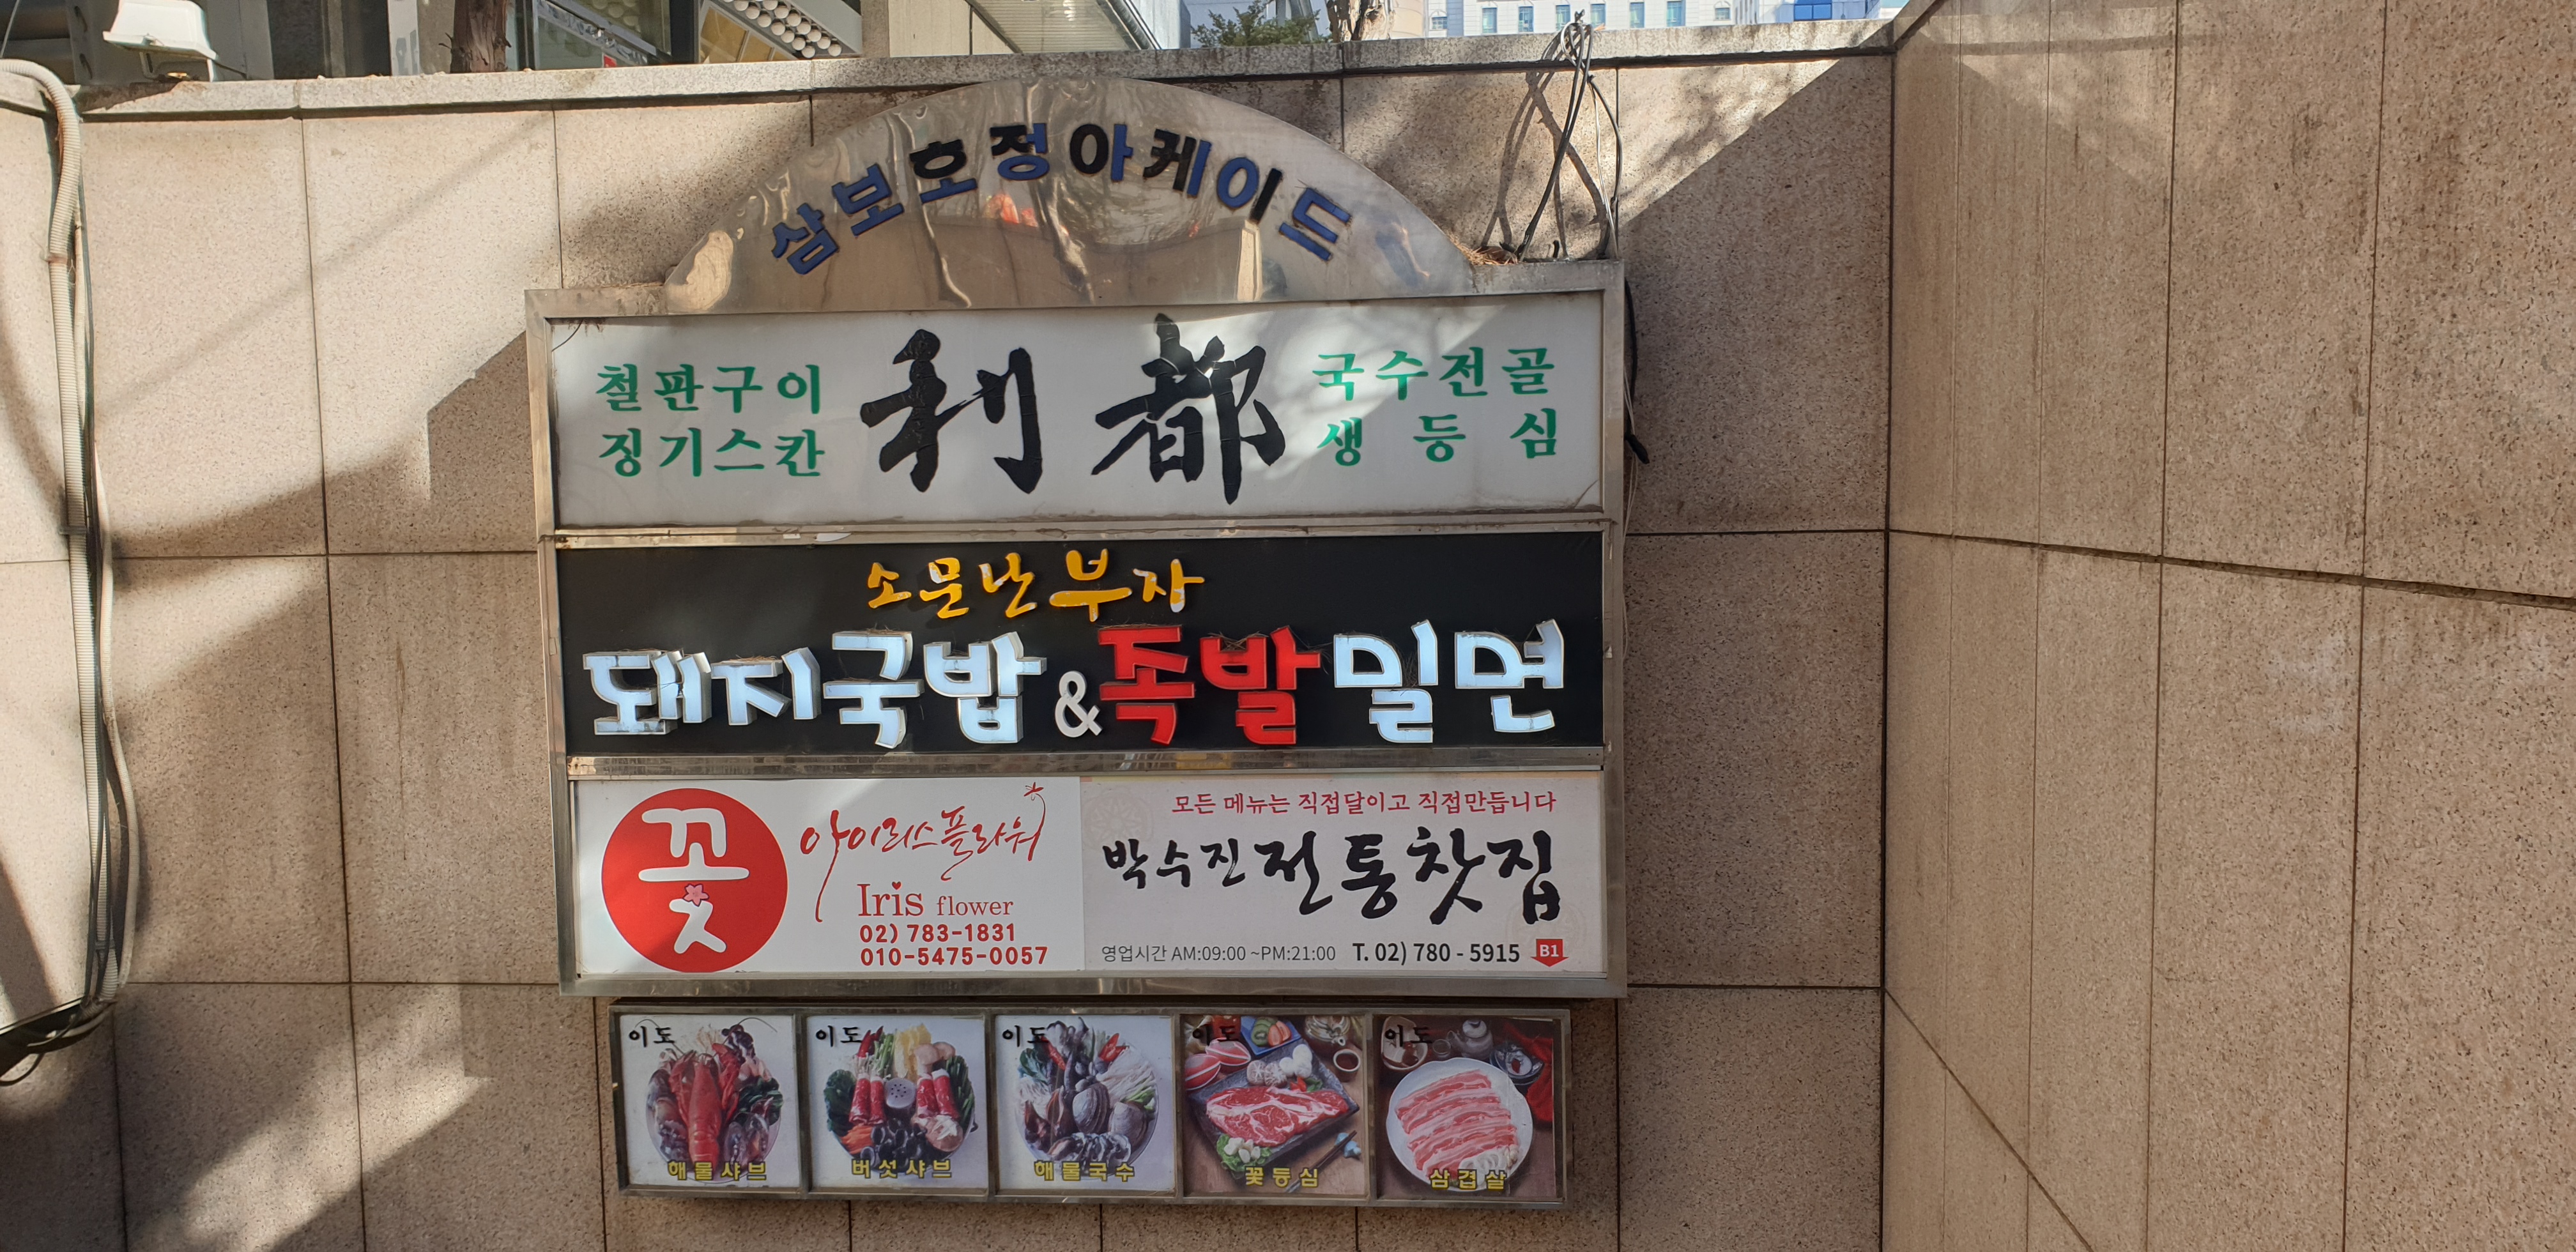 삼보호정아케이드
철판구이
징기스칸
利都
국수전골
생등심
소문난부자
돼지국밥&족발밀면
꽃
아이리스플라워
Iris flower
02) 783-1831
010-5475-0057
모든 메뉴는 직접달이고 직접만듭니다
박수진전통찻집
영업시간 AM:09:00 ~PM:21:00 T. 02) 780 - 5915 B1
이도
해물샤브
이도
버섯샤브
이도
해물국수
이도
꽃등심
이도
삼겹살